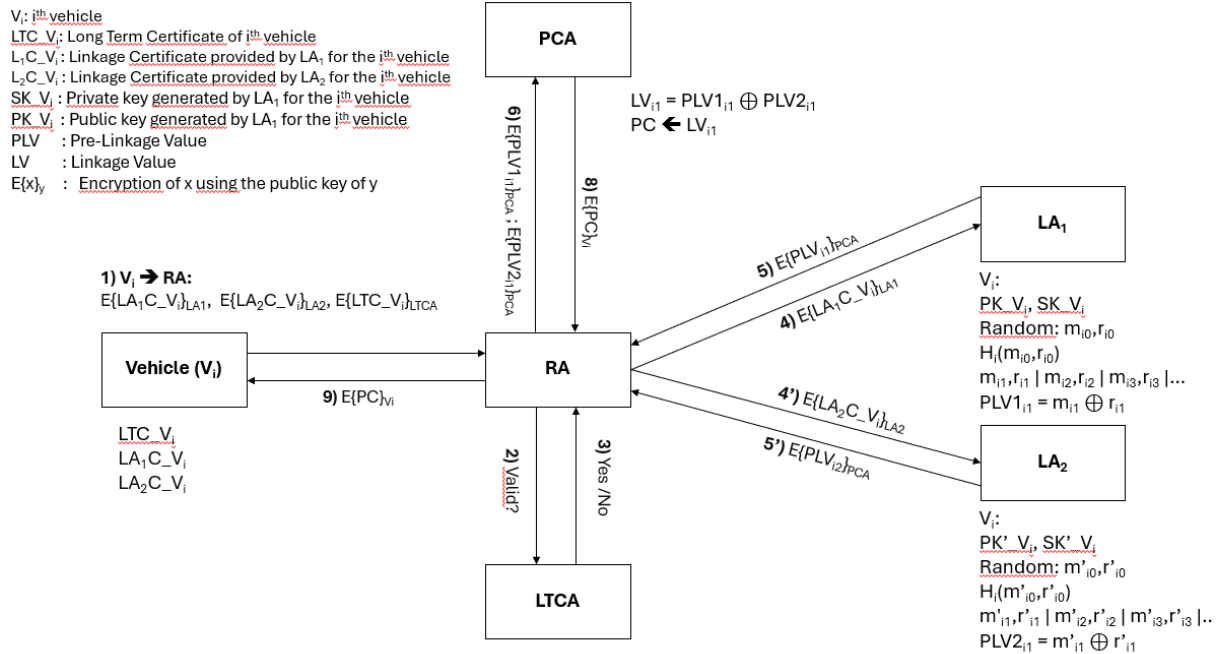 Vᵢ: iᵗʰ vehicle
LTC_Vᵢ: Long Term Certificate of iᵗʰ vehicle
L₁C_Vᵢ : Linkage Certificate provided by LA₁ for the iᵗʰ vehicle
L₂C_Vᵢ : Linkage Certificate provided by LA₂ for the iᵗʰ vehicle
SK_Vᵢ : Private key generated by LA₁ for the iᵗʰ vehicle
PK_Vᵢ : Public key generated by LA₁ for the iᵗʰ vehicle
PLV : Pre-Linkage Value
LV : Linkage Value
E{x}y : Encryption of x using the public key of y
PCA
LVᵢ₁ = PLV1ᵢ₁ ⊕ PLV2ᵢ₁
PC 🡸 LVᵢ₁
6) E{PLV1ᵢ₁}PCA ; E{PLV2ᵢ₁}PCA
8) E{PC}Vi
1) Vᵢ ➔ RA:
E{LA₁C_Vᵢ}LA1, E{LA₂C_Vᵢ}LA2, E{LTC_Vᵢ}LTCA
Vehicle (Vᵢ)
9) E{PC}Vi
LTC_Vᵢ
LA₁C_Vᵢ
LA₂C_Vᵢ
RA
5) E{PLVᵢ₁}PCA
4) E{LA₁C_Vᵢ}LA1
4') E{LA₂C_Vᵢ}LA2
5') E{PLVᵢ₂}PCA
2) Valid?
3) Yes /No
LTCA
LA₁
Vᵢ:
PK_Vᵢ, SK_Vᵢ
Random: mᵢ₀,rᵢ₀
Hᵢ(mᵢ₀,rᵢ₀)
mᵢ₁,rᵢ₁ | mᵢ₂,rᵢ₂ | mᵢ₃,rᵢ₃ |...
PLV1ᵢ₁ = mᵢ₁ ⊕ rᵢ₁
LA₂
Vᵢ:
PK'_Vᵢ, SK'_Vᵢ
Random: m'ᵢ₀,r'ᵢ₀
Hᵢ(m'ᵢ₀,r'ᵢ₀)
m'ᵢ₁,r'ᵢ₁ | m'ᵢ₂,r'ᵢ₂ | m'ᵢ₃,r'ᵢ₃ |..
PLV2ᵢ₁ = m'ᵢ₁ ⊕ r'ᵢ₁